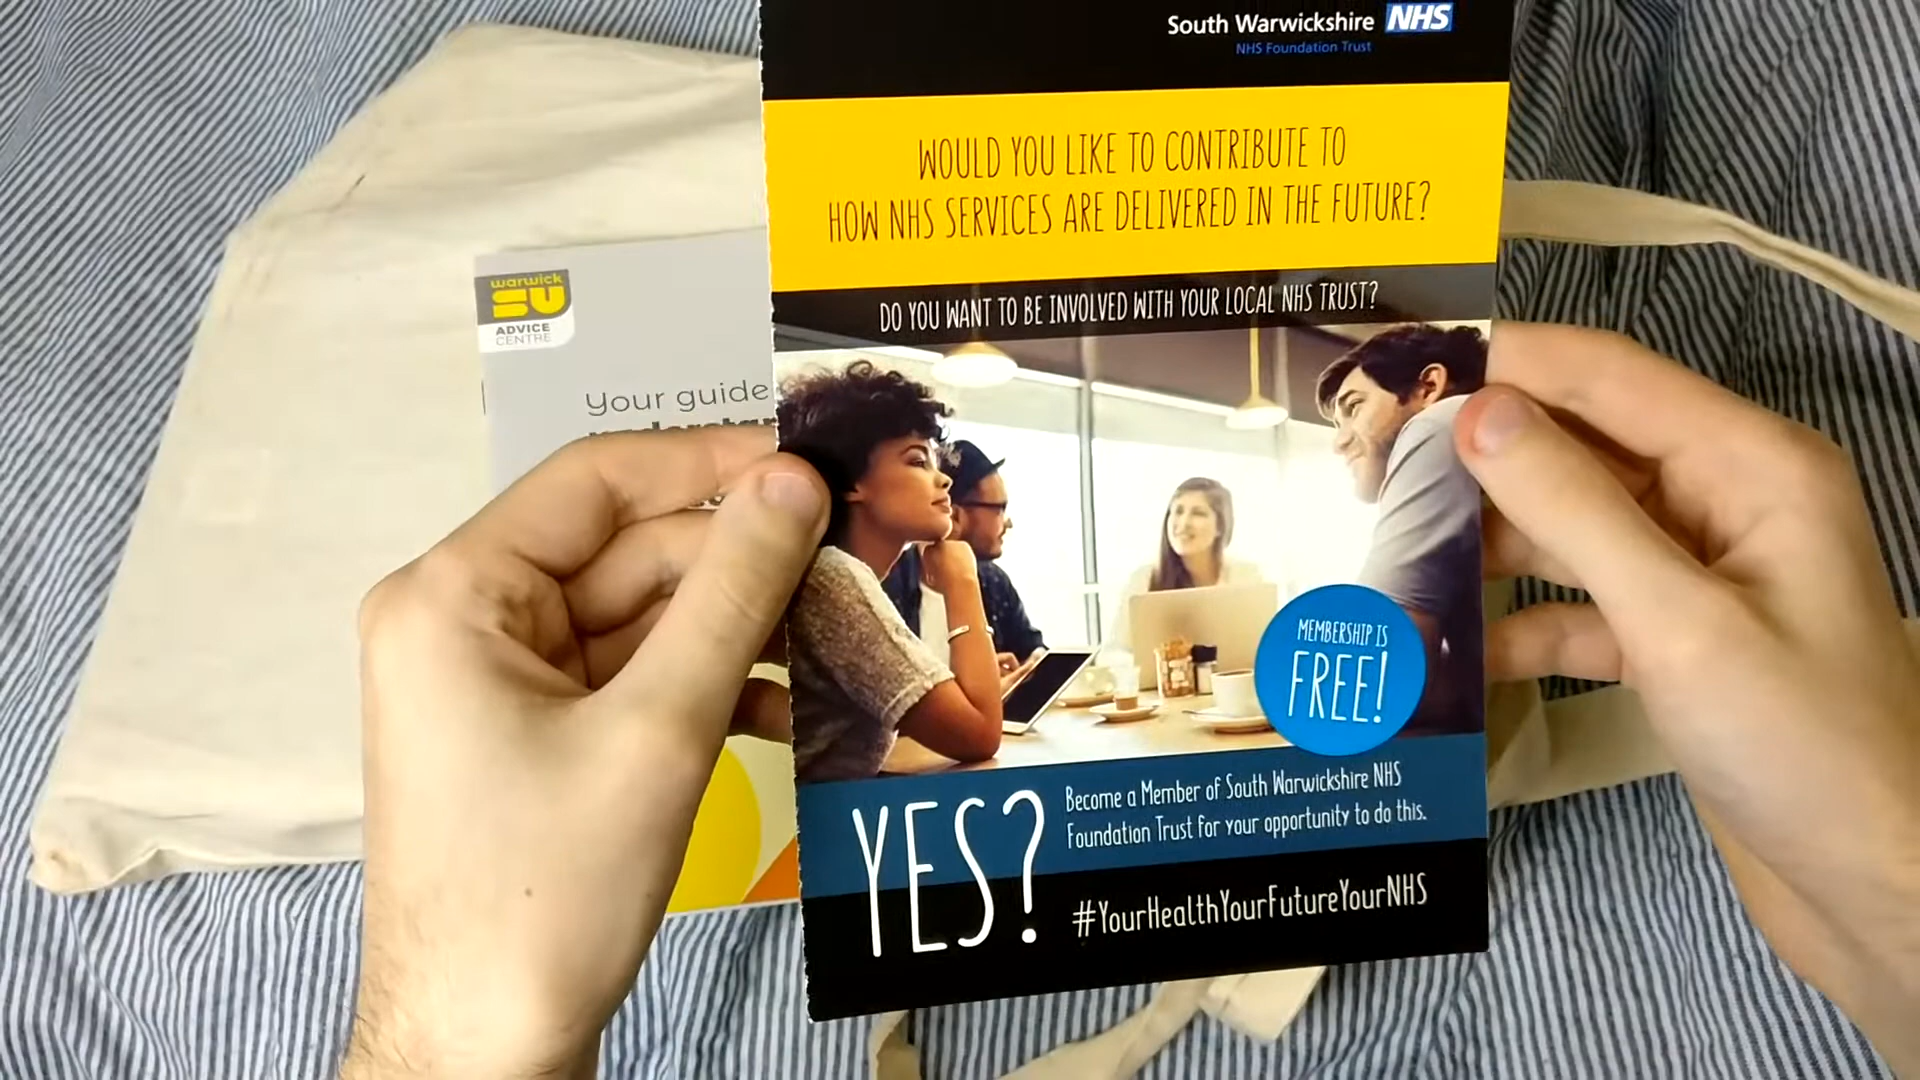 South Warwickshire NHS
NHS Foundation Trust
WOULD YOU LIKE TO CONTRIBUTE TO
HOW NHS SERVICES ARE DELIVERED IN THE FUTURE?
DO YOU WANT TO BE INVOLVED WITH YOUR LOCAL NHS TRUST?
MEMBERSHIP IS
FREE!
YES?
Become a Member of South Warwickshire NHS
Foundation Trust for your opportunity to do this.
#YourHealthYourFutureYourNHS
warwick
SU
ADVICE
CENTRE
Your guide